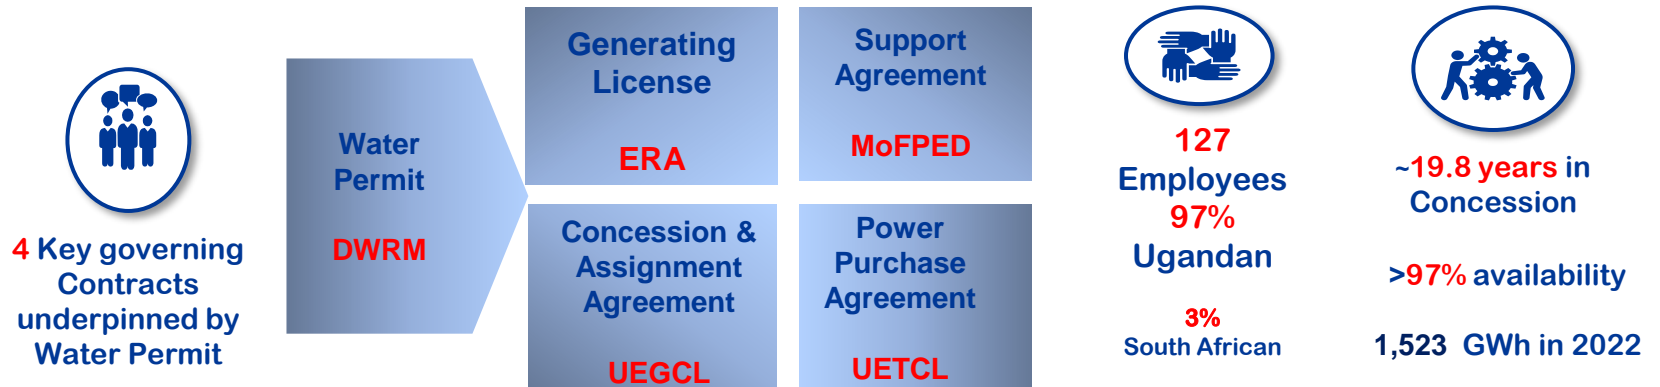 4 Key governing
Contracts
underpinned by
Water Permit
Water
Permit
DWRM
Generating
License
ERA
Support
Agreement
MoFPED
Concession &
Assignment
Agreement
UEGCL
Power
Purchase
Agreement
UETCL
127
Employees
97%
Ugandan
3%
South African
~19.8 years in
Concession
>97% availability
1,523 GWh in 2022